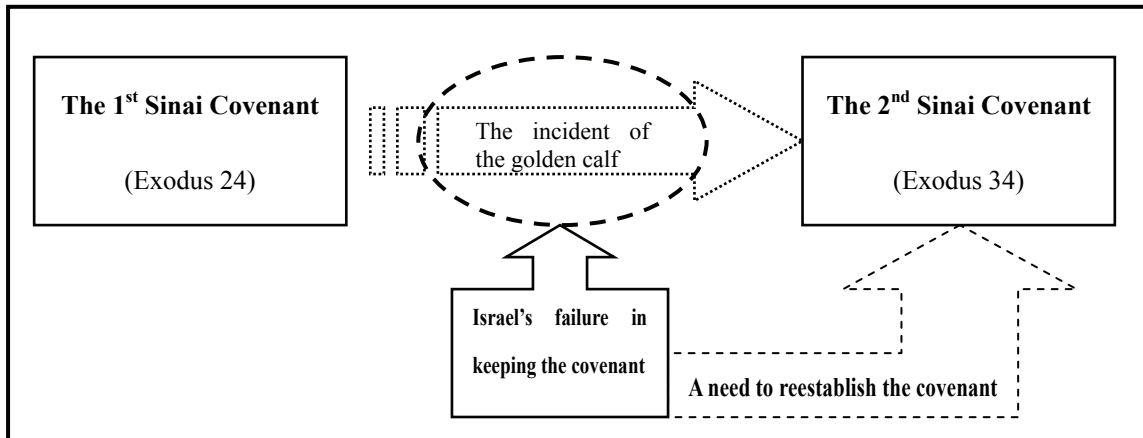 The 1st Sinai Covenant
(Exodus 24)
The incident of
the golden calf
The 2nd Sinai Covenant
(Exodus 34)
Israel's failure in
keeping the covenant
A need to reestablish the covenant